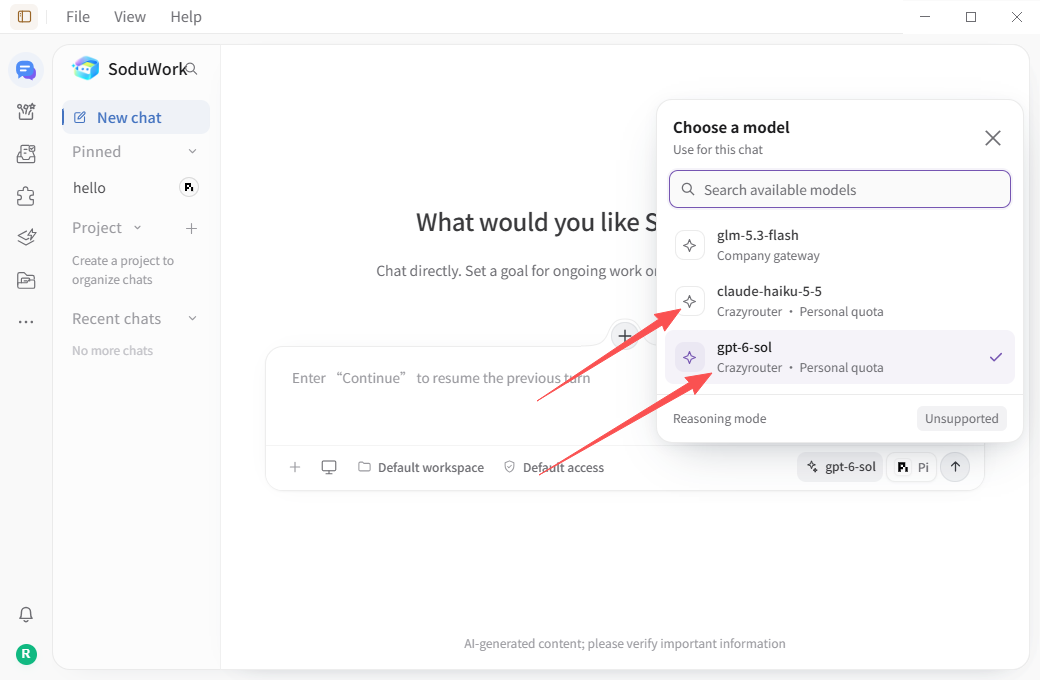 File View Help
SoduWork
New chat
Pinned
hello
Project
Create a project to
organize chats
Recent chats
No more chats
R
What would you like S
Chat directly. Set a goal for ongoing work or
Enter “Continue” to resume the previous turn
Default workspace Default access gpt-6-sol Pi
AI-generated content; please verify important information
Choose a model
Use for this chat
Search available models
glm-5.3-flash
Company gateway
claude-haiku-5-5
Crazyrouter • Personal quota
gpt-6-sol
Crazyrouter • Personal quota
Reasoning mode Unsupported